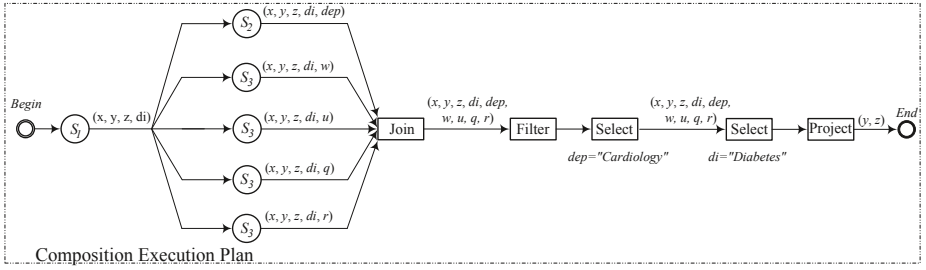 Begin
S1
(x, y, z, di)
S2
(x, y, z, di, dep)
S3
(x, y, z, di, w)
S3
(x, y, z, di, u)
S3
(x, y, z, di, q)
S3
(x, y, z, di, r)
Join
(x, y, z, di, dep,
w, u, q, r)
Filter
Select
dep="Cardiology"
(x, y, z, di, dep,
w, u, q, r)
Select
di="Diabetes"
Project
(y, z)
End
Composition Execution Plan